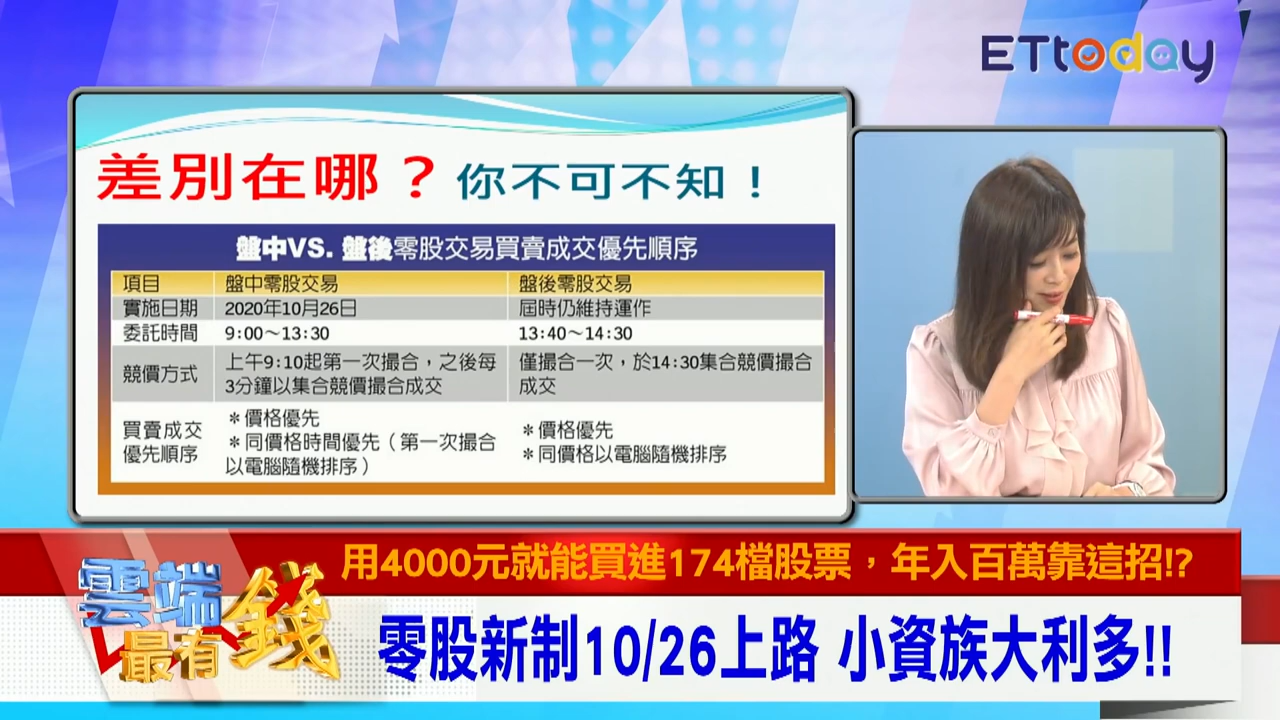 ETtoday
差別在哪？你不可不知！
盤中VS. 盤後零股交易買賣成交優先順序
項目 盤中零股交易 盤後零股交易
實施日期 2020年10月26日 屆時仍維持運作
委託時間 9:00～13:30 13:40～14:30
競價方式 上午9:10起第一次撮合，之後每3分鐘以集合競價撮合成交 僅撮合一次，於14:30集合競價撮合成交
買賣成交優先順序 ＊價格優先 ＊同價格時間優先（第一次撮合以電腦隨機排序） ＊價格優先 ＊同價格以電腦隨機排序
用4000元就能買進174檔股票，年入百萬靠這招!?
雲端最有錢
零股新制10/26上路 小資族大利多!!